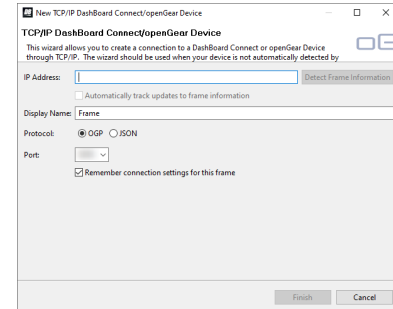 New TCP/IP DashBoard Connect/openGear Device
TCP/IP DashBoard Connect/openGear Device
This wizard allows you to create a connection to a DashBoard Connect or openGear Device
through TCP/IP. The wizard should be used when your device is not automatically detected by
IP Address:
Detect Frame Information
Automatically track updates to frame information
Display Name: Frame
Protocol: OGP JSON
Port:
Remember connection settings for this frame
Finish Cancel